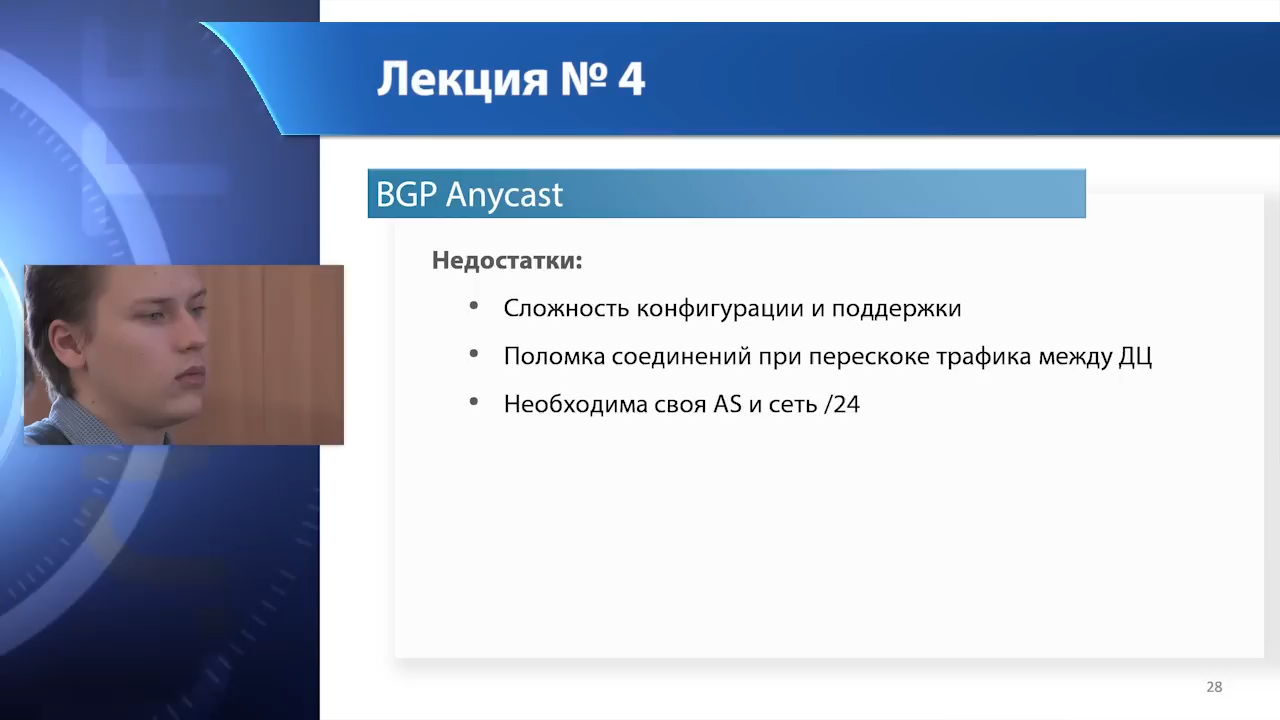 Лекция № 4
BGP Anycast
Недостатки:
• Сложность конфигурации и поддержки
• Поломка соединений при перескоке трафика между ДЦ
• Необходима своя AS и сеть /24
28